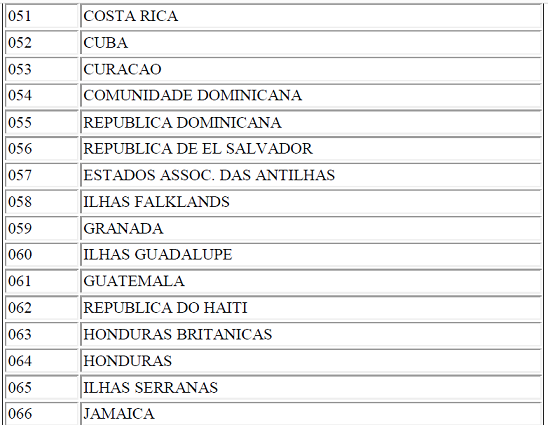 051 COSTA RICA
052 CUBA
053 CURACAO
054 COMUNIDADE DOMINICANA
055 REPUBLICA DOMINICANA
056 REPUBLICA DE EL SALVADOR
057 ESTADOS ASSOC. DAS ANTILHAS
058 ILHAS FALKLANDS
059 GRANADA
060 ILHAS GUADALUPE
061 GUATEMALA
062 REPUBLICA DO HAITI
063 HONDURAS BRITANICAS
064 HONDURAS
065 ILHAS SERRANAS
066 JAMAICA